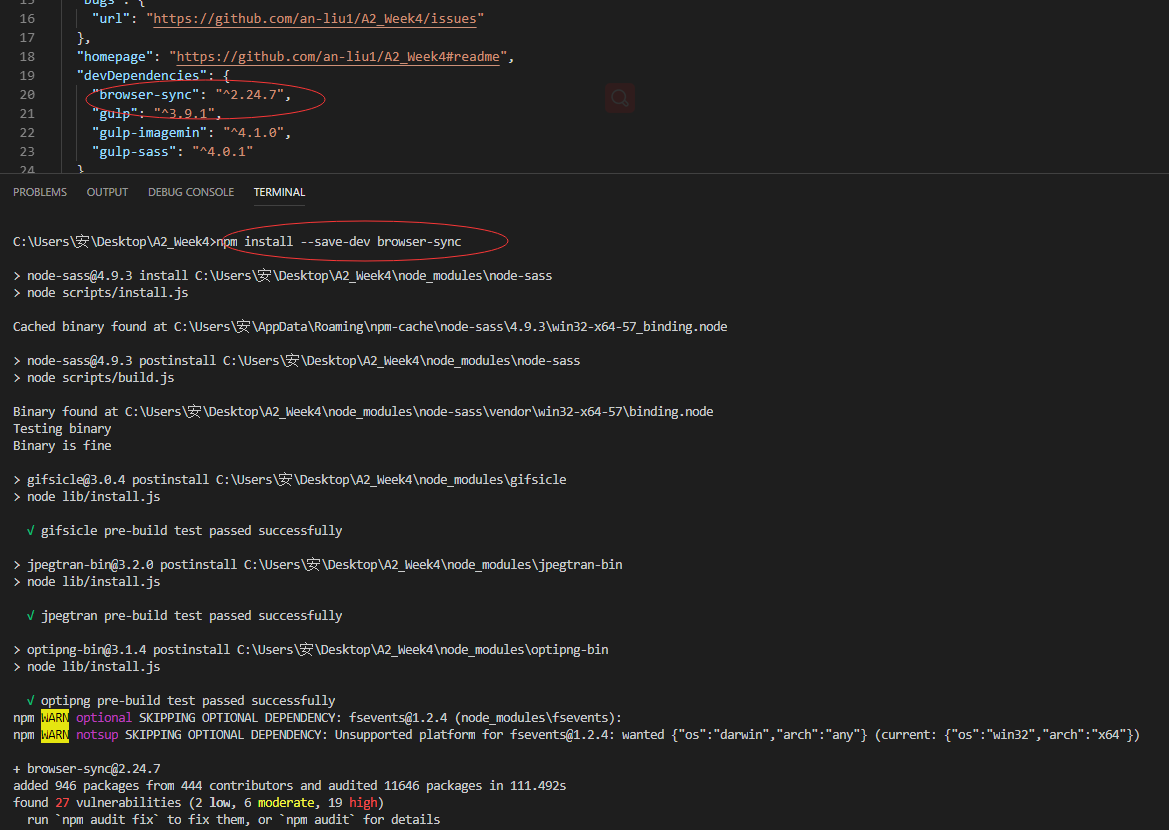 15 "bugs": {
16 "url": "https://github.com/an-liu1/A2_Week4/issues"
17 },
18 "homepage": "https://github.com/an-liu1/A2_Week4#readme",
19 "devDependencies": {
20 "browser-sync": "^2.24.7",
21 "gulp": "^3.9.1",
22 "gulp-imagemin": "^4.1.0",
23 "gulp-sass": "^4.0.1"
24 }
PROBLEMS OUTPUT DEBUG CONSOLE TERMINAL
C:\Users\安\Desktop\A2_Week4>npm install --save-dev browser-sync
> node-sass@4.9.3 install C:\Users\安\Desktop\A2_Week4\node_modules\node-sass
> node scripts/install.js
Cached binary found at C:\Users\安\AppData\Roaming\npm-cache\node-sass\4.9.3\win32-x64-57_binding.node
> node-sass@4.9.3 postinstall C:\Users\安\Desktop\A2_Week4\node_modules\node-sass
> node scripts/build.js
Binary found at C:\Users\安\Desktop\A2_Week4\node_modules\node-sass\vendor\win32-x64-57\binding.node
Testing binary
Binary is fine
> gifsicle@3.0.4 postinstall C:\Users\安\Desktop\A2_Week4\node_modules\gifsicle
> node lib/install.js
√ gifsicle pre-build test passed successfully
> jpegtran-bin@3.2.0 postinstall C:\Users\安\Desktop\A2_Week4\node_modules\jpegtran-bin
> node lib/install.js
√ jpegtran pre-build test passed successfully
> optipng-bin@3.1.4 postinstall C:\Users\安\Desktop\A2_Week4\node_modules\optipng-bin
> node lib/install.js
√ optipng pre-build test passed successfully
npm WARN optional SKIPPING OPTIONAL DEPENDENCY: fsevents@1.2.4 (node_modules\fsevents):
npm WARN notsup SKIPPING OPTIONAL DEPENDENCY: Unsupported platform for fsevents@1.2.4: wanted {"os":"darwin","arch":"any"} (current: {"os":"win32","arch":"x64"})
+ browser-sync@2.24.7
added 946 packages from 444 contributors and audited 11646 packages in 111.492s
found 27 vulnerabilities (2 low, 6 moderate, 19 high)
run `npm audit fix` to fix them, or `npm audit` for details